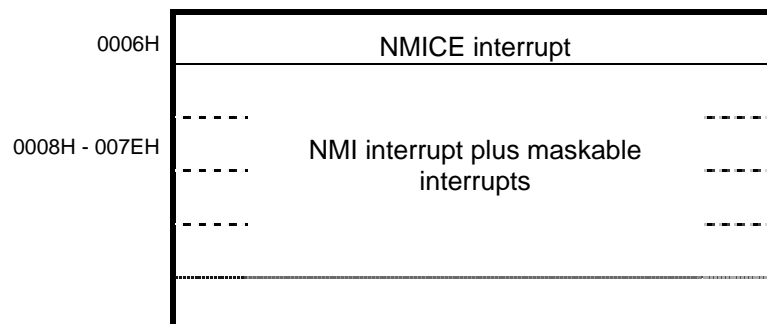 0006H NMICE interrupt
0008H - 007EH NMI interrupt plus maskable
interrupts